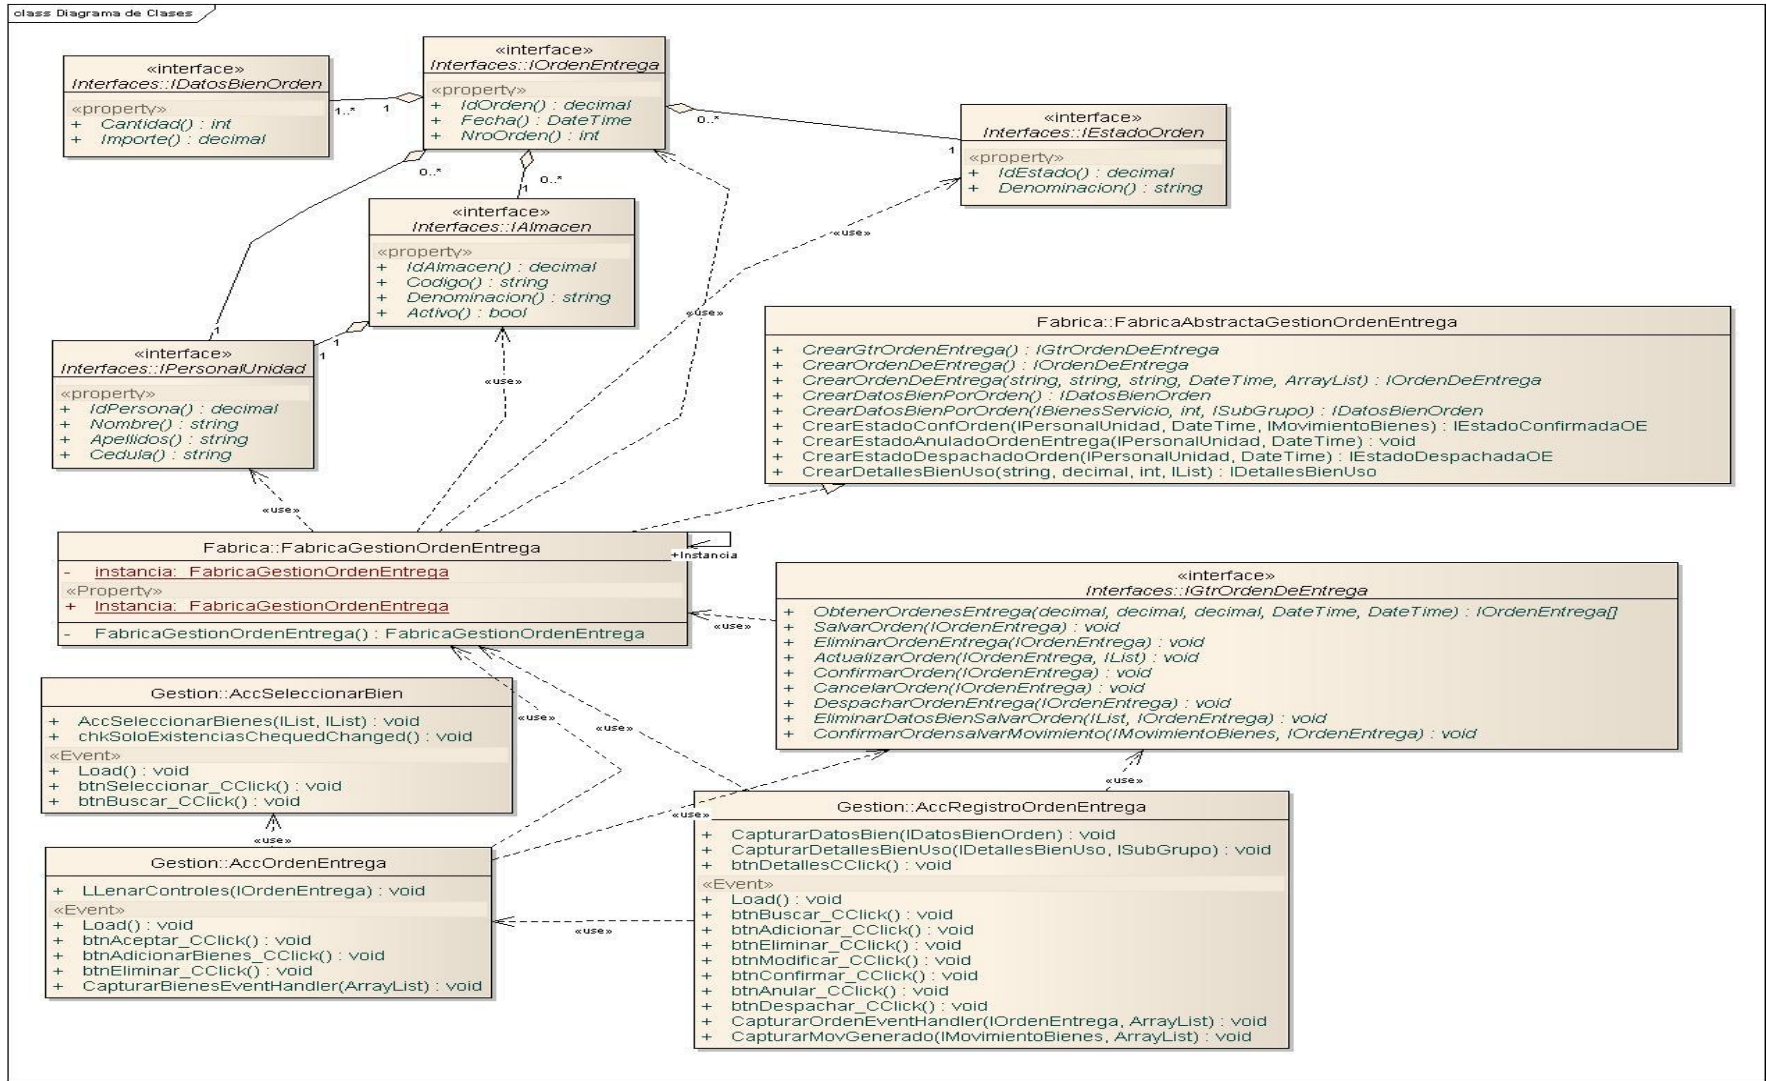 class Diagrama de Clases
«interface»
Interfaces::IDatosBienOrden
«property»
+ Cantidad() : int
+ Importe() : decimal
«interface»
Interfaces::IOrdenEntrega
«property»
+ IdOrden() : decimal
+ Fecha() : DateTime
+ NroOrden() : int
1..*
1
0..*
1
0..*
0..*
1
«interface»
Interfaces::IEstadoOrden
«property»
+ IdEstado() : decimal
+ Denominacion() : string
«interface»
Interfaces::IAlmacen
«property»
+ IdAlmacen() : decimal
+ Codigo() : string
+ Denominacion() : string
+ Activo() : bool
«use»
«use»
«use»
1
1
1
«interface»
Interfaces::IPersonalUnidad
«property»
+ IdPersona() : decimal
+ Nombre() : string
+ Apellidos() : string
+ Cedula() : string
«use»
Fabrica::FabricaAbstractaGestionOrdenEntrega
+ CrearGtrOrdenEntrega() : IGtrOrdenDeEntrega
+ CrearOrdenDeEntrega() : IOrdenDeEntrega
+ CrearOrdenDeEntrega(string, string, string, DateTime, ArrayList) : IOrdenDeEntrega
+ CrearDatosBienPorOrden() : IDatosBienOrden
+ CrearDatosBienPorOrden(IBienesServicio, int, ISubGrupo) : IDatosBienOrden
+ CrearEstadoConfOrden(IPersonalUnidad, DateTime, IMovimientoBienes) : IEstadoConfirmadaOE
+ CrearEstadoAnuladoOrdenEntrega(IPersonalUnidad, DateTime) : void
+ CrearEstadoDespachadoOrden(IPersonalUnidad, DateTime) : IEstadoDespachadaOE
+ CrearDetallesBienUso(string, decimal, int, IList) : IDetallesBienUso
Fabrica::FabricaGestionOrdenEntrega
- instancia: FabricaGestionOrdenEntrega
«Property»
+ Instancia: FabricaGestionOrdenEntrega
- FabricaGestionOrdenEntrega() : FabricaGestionOrdenEntrega
+Instancia
«use»
«interface»
Interfaces::IGtrOrdenDeEntrega
+ ObtenerOrdenesEntrega(decimal, decimal, decimal, DateTime, DateTime) : IOrdenEntrega[]
+ SalvarOrden(IOrdenEntrega) : void
+ EliminarOrdenEntrega(IOrdenEntrega) : void
+ ActualizarOrden(IOrdenEntrega, IList) : void
+ ConfirmarOrden(IOrdenEntrega) : void
+ CancelarOrden(IOrdenEntrega) : void
+ DespacharOrdenEntrega(IOrdenEntrega) : void
+ EliminarDatosBienSalvarOrden(IList, IOrdenEntrega) : void
+ ConfirmarOrdensalvarMovimiento(IMovimientoBienes, IOrdenEntrega) : void
Gestion::AccSeleccionarBien
+ AccSeleccionarBienes(IList, IList) : void
+ chkSoloExistenciasChequedChanged() : void
«Event»
+ Load() : void
+ btnSeleccionar_CClick() : void
+ btnBuscar_CClick() : void
«use»
«use»
«use»
«use»
«use»
Gestion::AccOrdenEntrega
+ LLenarControles(IOrdenEntrega) : void
«Event»
+ Load() : void
+ btnAceptar_CClick() : void
+ btnAdicionarBienes_CClick() : void
+ btnEliminar_CClick() : void
+ CapturarBienesEventHandler(ArrayList) : void
«use»
Gestion::AccRegistroOrdenEntrega
+ CapturarDatosBien(IDatosBienOrden) : void
+ CapturarDetallesBienUso(IDetallesBienUso, ISubGrupo) : void
+ btnDetallesCClick() : void
«Event»
+ Load() : void
+ btnBuscar_CClick() : void
+ btnAdicionar_CClick() : void
+ btnEliminar_CClick() : void
+ btnModificar_CClick() : void
+ btnConfirmar_CClick() : void
+ btnAnular_CClick() : void
+ btnDespachar_CClick() : void
+ CapturarOrdenEventHandler(IOrdenEntrega, ArrayList) : void
+ CapturarMovGenerado(IMovimientoBienes, ArrayList) : void